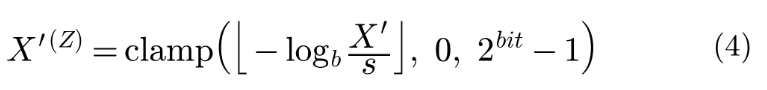 X′⁽ᶻ⁾ = clamp(⌊ − log_b X′/s ⌋, 0, 2^{bit} − 1) (4)